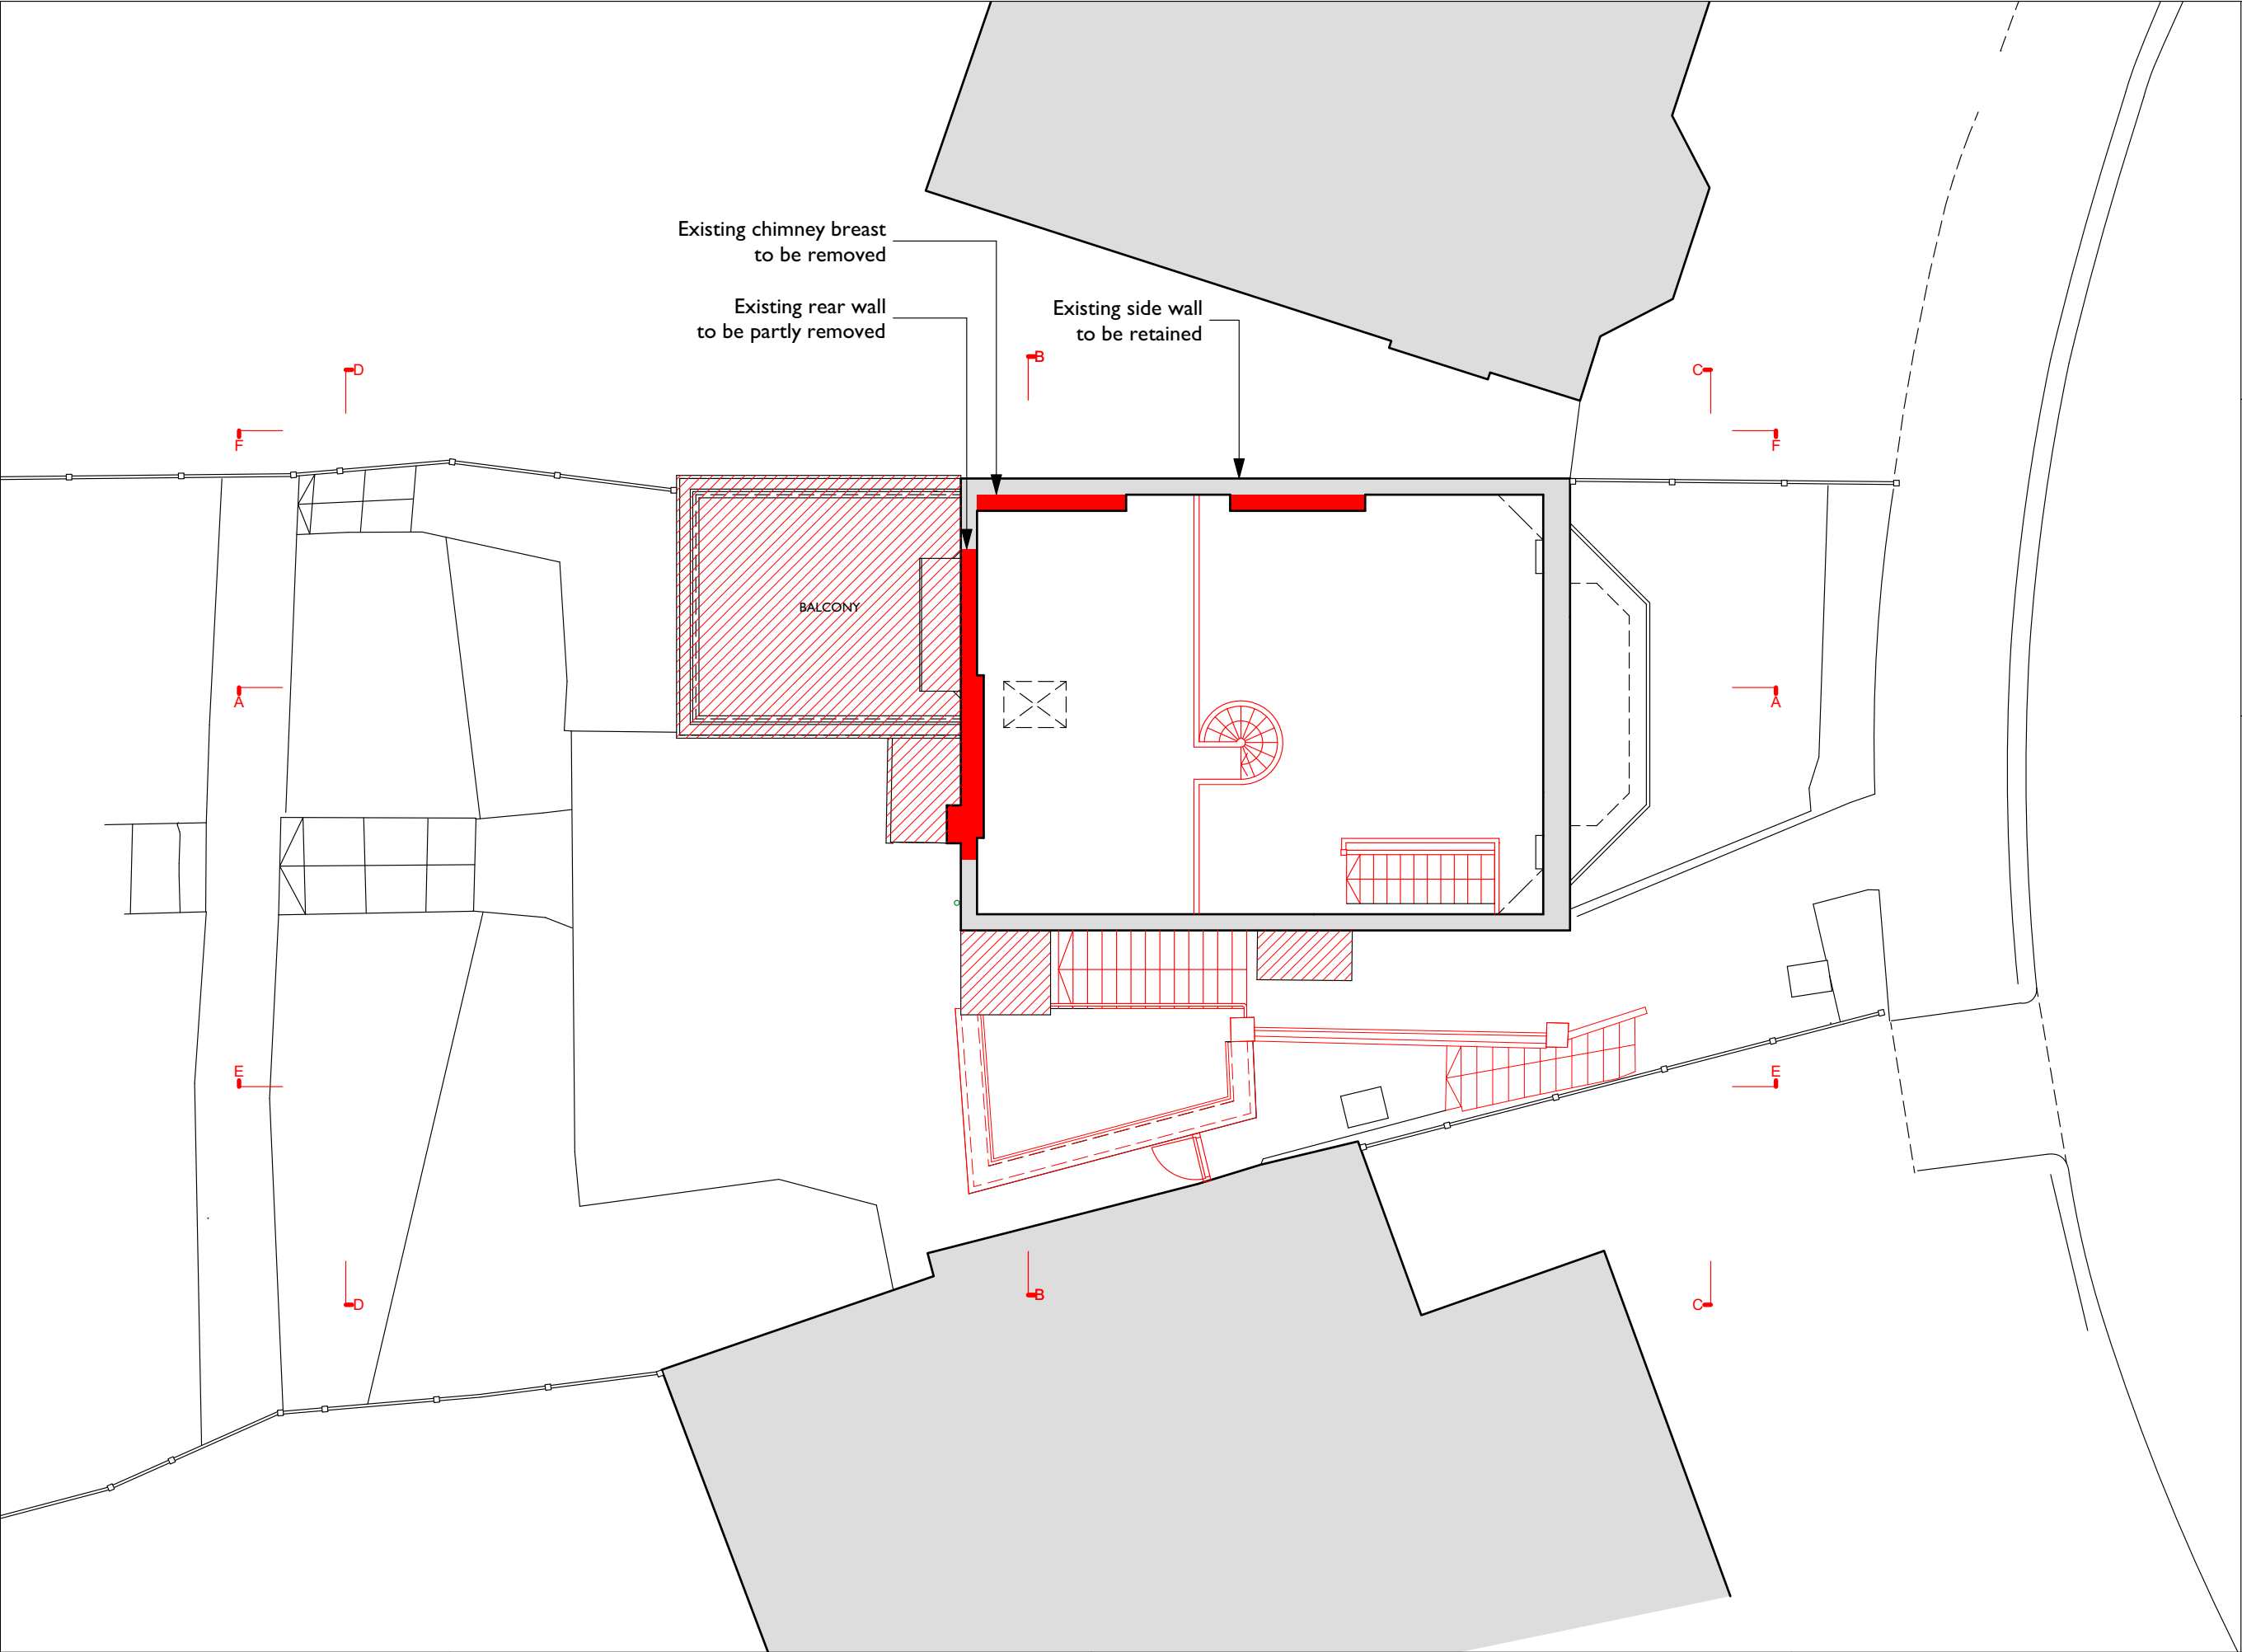 Existing chimney breast
to be removed
Existing rear wall
to be partly removed
Existing side wall
to be retained
B
D
C
F
F
BALCONY
A
A
E
E
D
B
C